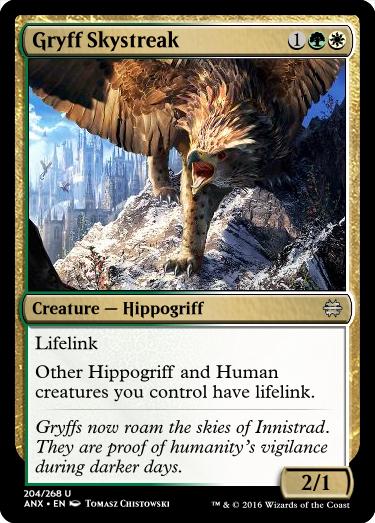 Gryff Skystreak 1
Creature — Hippogriff
Lifelink
Other Hippogriff and Human
creatures you control have lifelink.
Gryffs now roam the skies of Innistrad.
They are proof of humanity's vigilance
during darker days.
2/1
204/268 U
ANX • EN Tomasz Chistowski ™ & © 2016 Wizards of the Coast